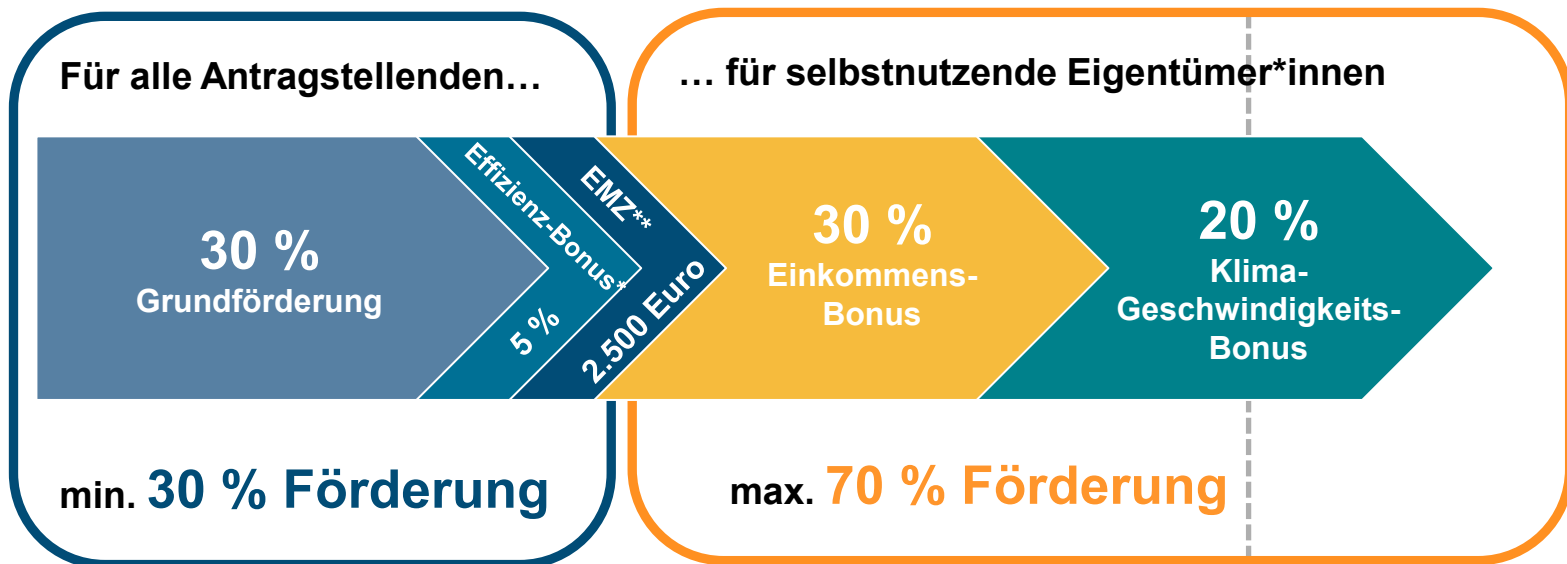 Für alle Antragstellenden…
… für selbstnutzende Eigentümer*innen
30 %
Grundförderung
Effizienz-Bonus*
5 %
EMZ**
2.500 Euro
30 %
Einkommens-
Bonus
20 %
Klima-
Geschwindigkeits-
Bonus
min. 30 % Förderung
max. 70 % Förderung